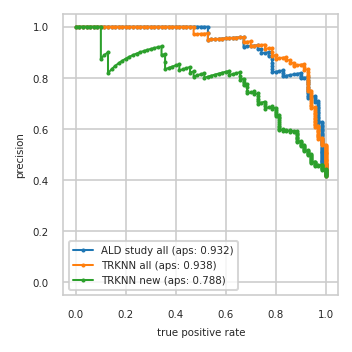 1.0
0.8
0.6
0.4
0.2
0.0
precision
ALD study all (aps: 0.932)
TRKNN all (aps: 0.938)
TRKNN new (aps: 0.788)
0.0 0.2 0.4 0.6 0.8 1.0
true positive rate